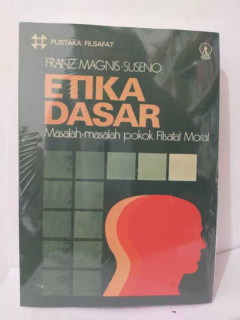 PUSTAKA FILSAFAT
FRANZ MAGNIS-SUSENO
ETIKA
DASAR
Masalah-masalah pokok Filsafat Moral